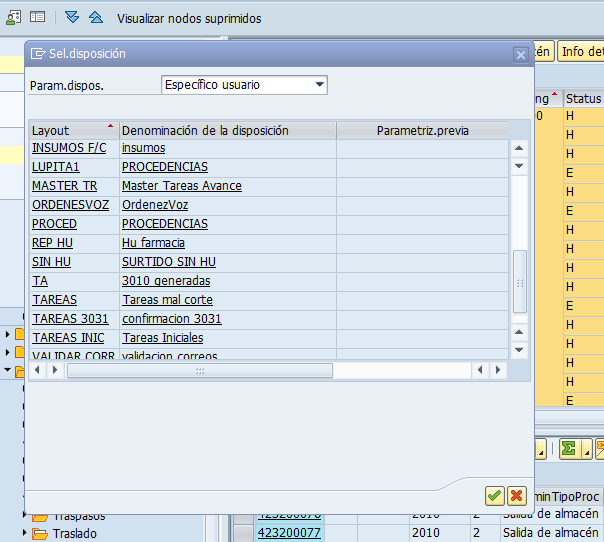 Visualizar nodos suprimidos
Sel.disposición
Info det
Param.dispos. Específico usuario
Status
Layout Denominación de la disposición Parametriz.previa
INSUMOS F/C insumos
LUPITA1 PROCEDENCIAS
MASTER TR Master Tareas Avance
ORDENESVOZ OrdenezVoz
PROCED PROCEDENCIAS
REP HU Hu farmacia
SIN HU SURTIDO SIN HU
TA 3010 generadas
TAREAS Tareas mal corte
TAREAS 3031 confirmacion 3031
TAREAS INIC Tareas Iniciales
VALIDAR CORR validacion correos
H
H
H
E
H
E
H
H
H
H
E
H
H
H
H
E
minTipoProc
Traspasos 423200076 2010 2 Salida de almacén
Traslado 423200077 2010 2 Salida de almacén